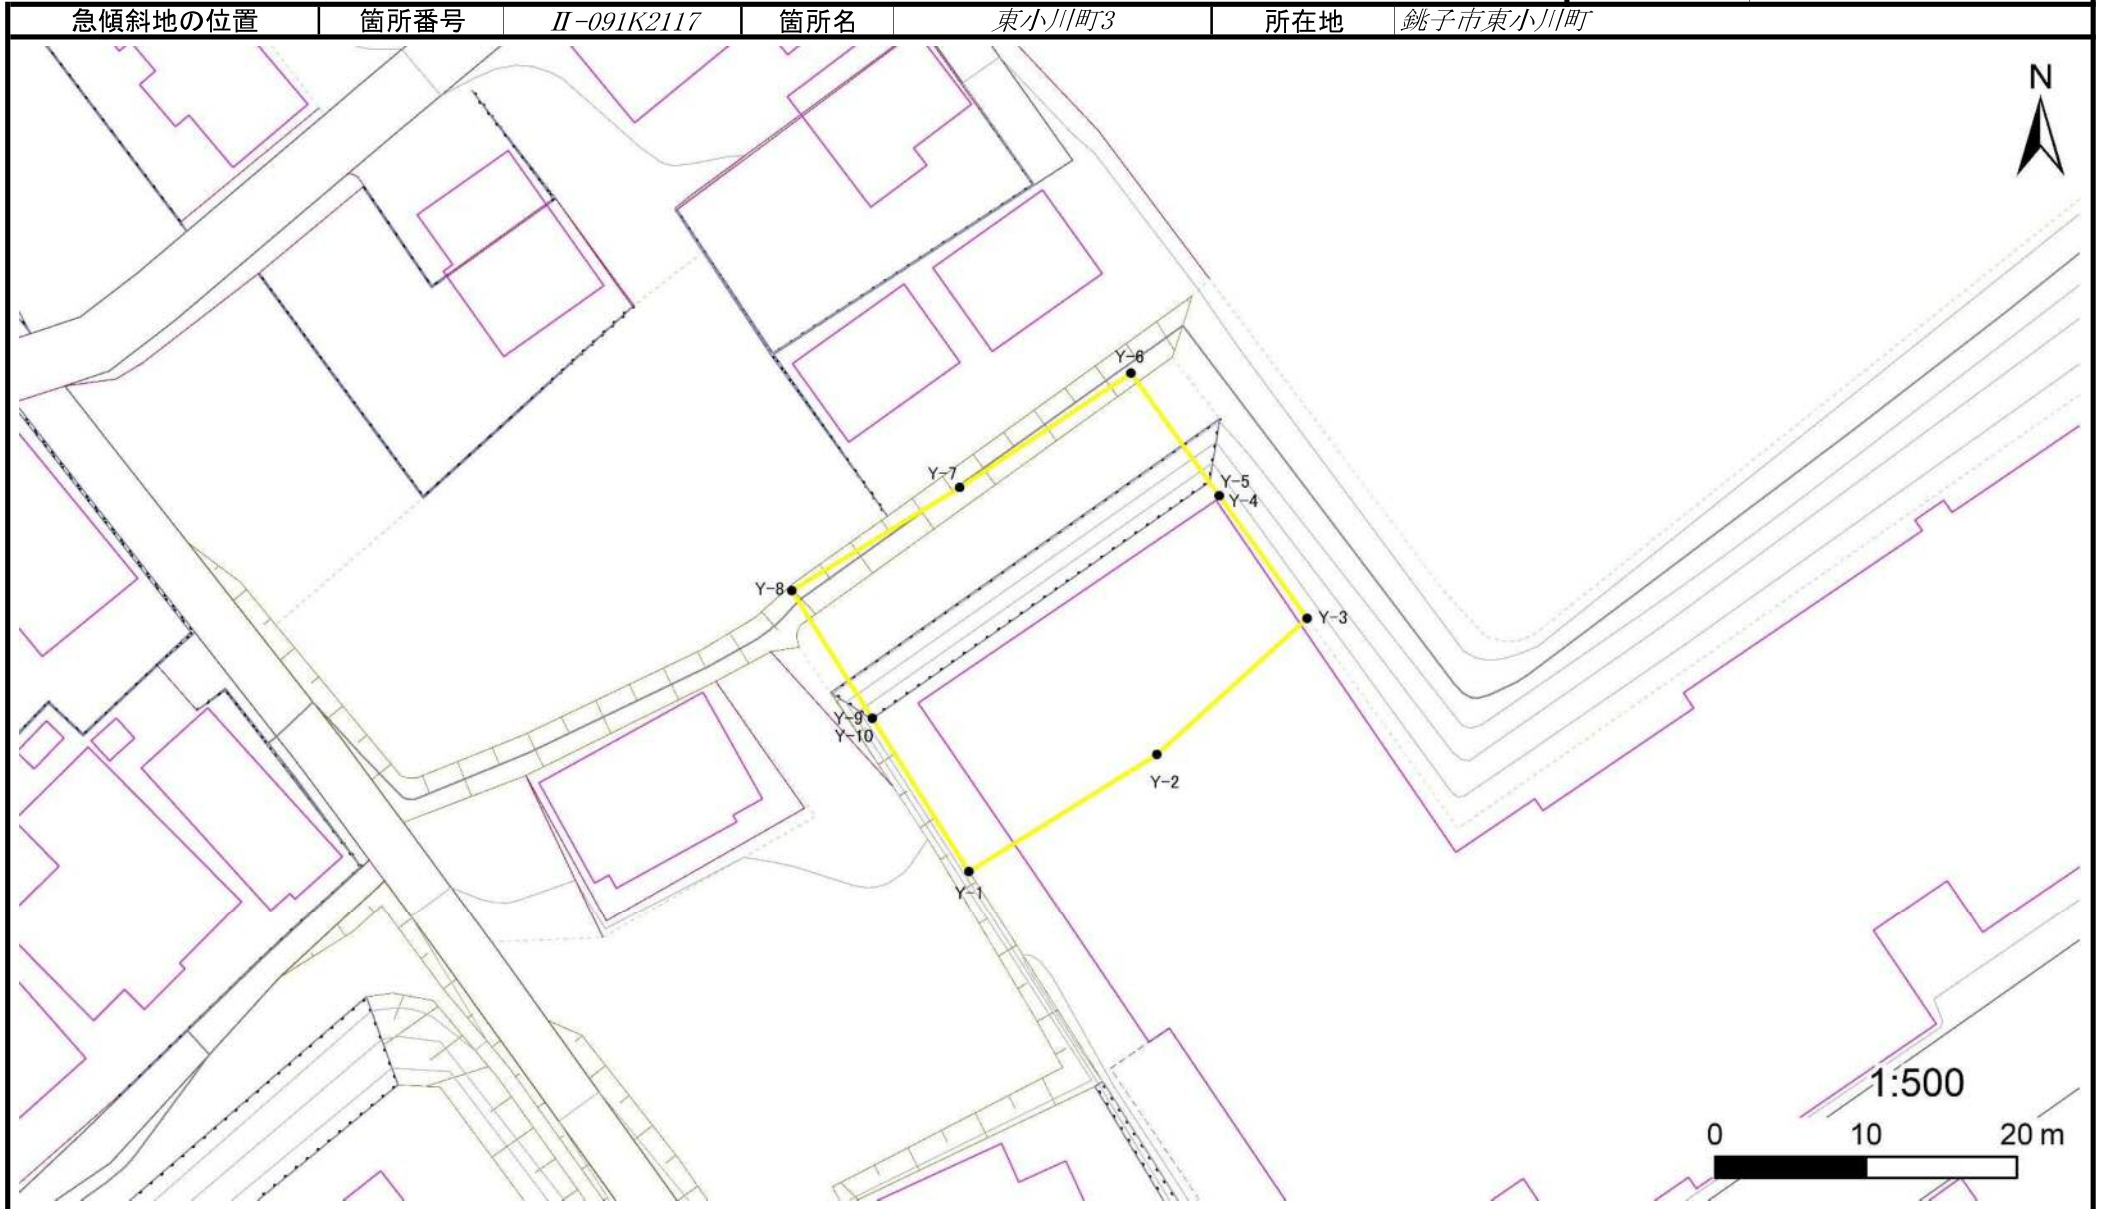 急傾斜地の位置 箇所番号 Ⅱ-091K2117 箇所名 東小川町3 所在地 銚子市東小川町
N
Y-6
Y-7
Y-5
Y-4
Y-8
Y-3
Y-9
Y-10
Y-2
Y-1
1:500
0 10 20 m